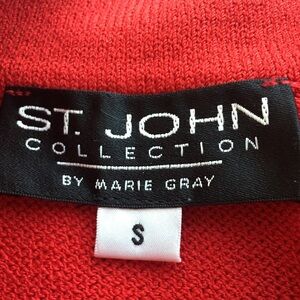 ST. JOHN
COLLECTION
BY MARIE GRAY
S